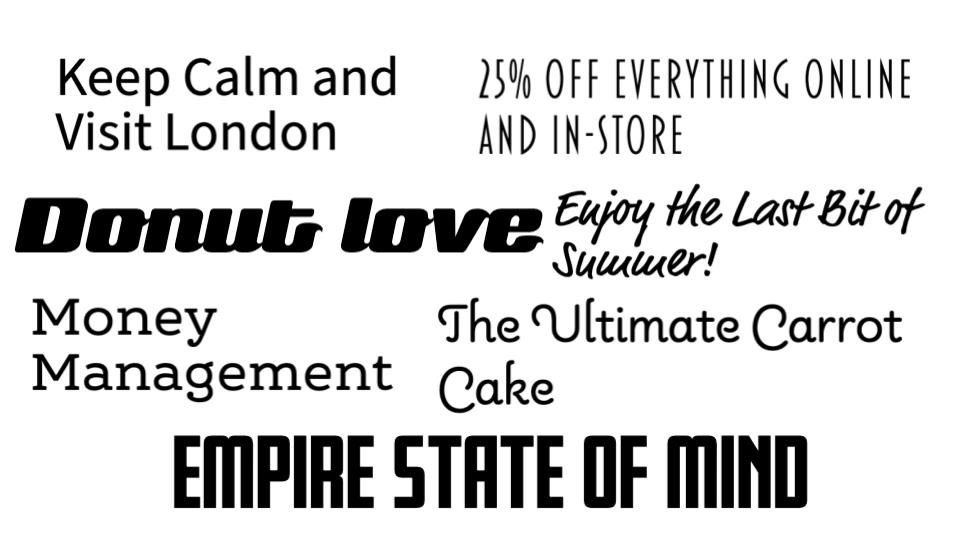 Keep Calm and
Visit London
25% OFF EVERYTHING ONLINE
AND IN-STORE
Donut love
Enjoy the Last Bit of
Summer!
Money
Management
The Ultimate Carrot
Cake
EMPIRE STATE OF MIND